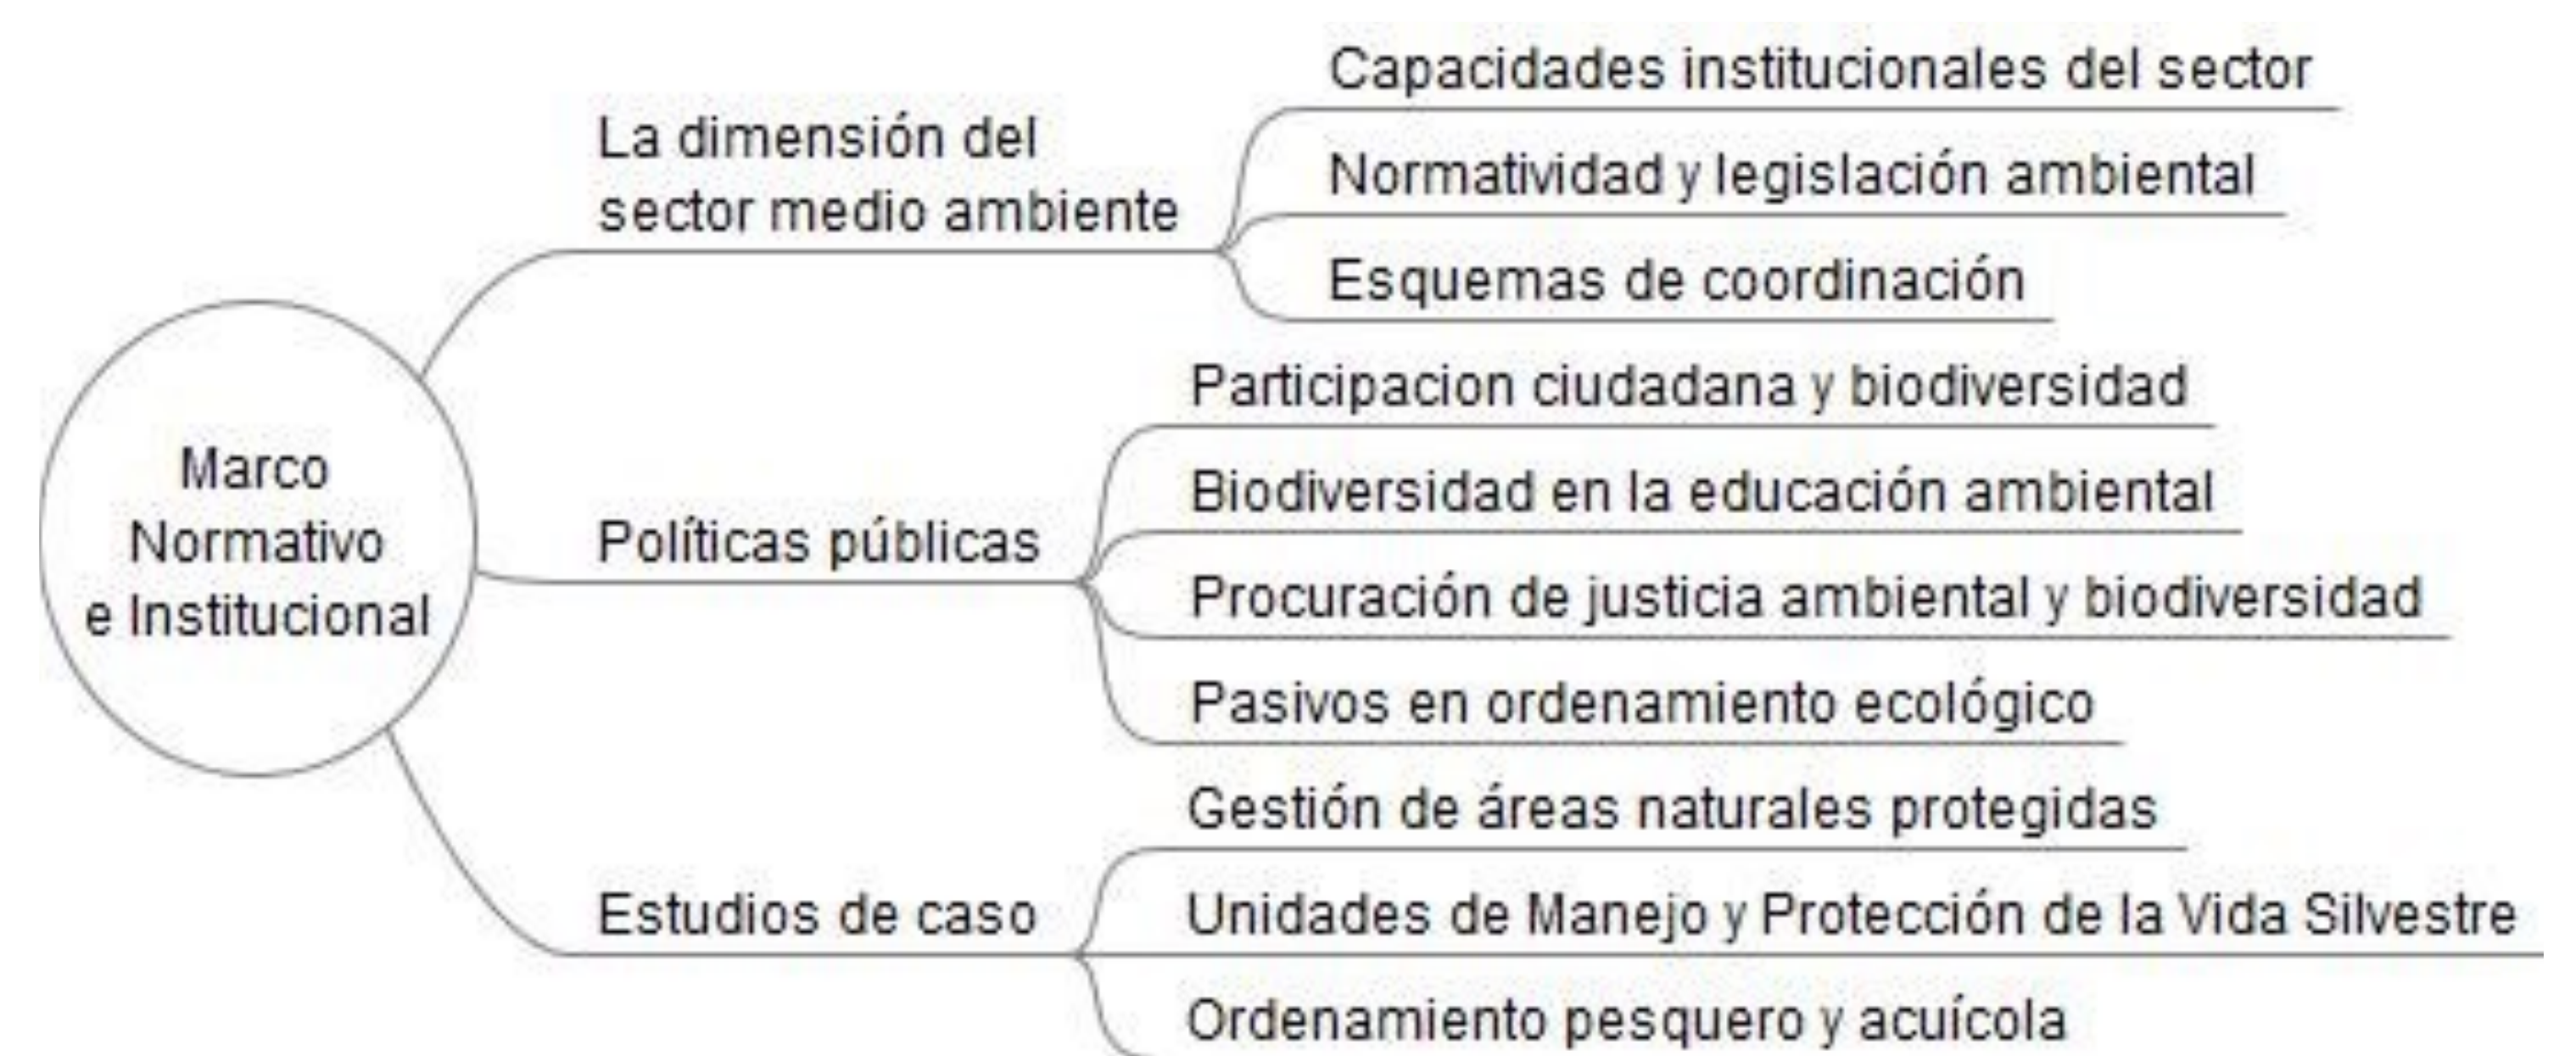 Marco
Normativo
e Institucional
La dimensión del
sector medio ambiente
Capacidades institucionales del sector
Normatividad y legislación ambiental
Esquemas de coordinación
Políticas públicas
Participacion ciudadana y biodiversidad
Biodiversidad en la educación ambiental
Procuración de justicia ambiental y biodiversidad
Pasivos en ordenamiento ecológico
Estudios de caso
Gestión de áreas naturales protegidas
Unidades de Manejo y Protección de la Vida Silvestre
Ordenamiento pesquero y acuícola